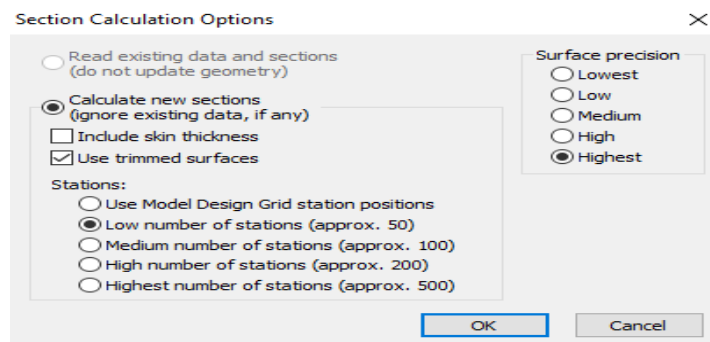 Section Calculation Options
Read existing data and sections
(do not update geometry)
Calculate new sections
(ignore existing data, if any)
Include skin thickness
Use trimmed surfaces
Stations:
Use Model Design Grid station positions
Low number of stations (approx. 50)
Medium number of stations (approx. 100)
High number of stations (approx. 200)
Highest number of stations (approx. 500)
Surface precision
Lowest
Low
Medium
High
Highest
OK
Cancel